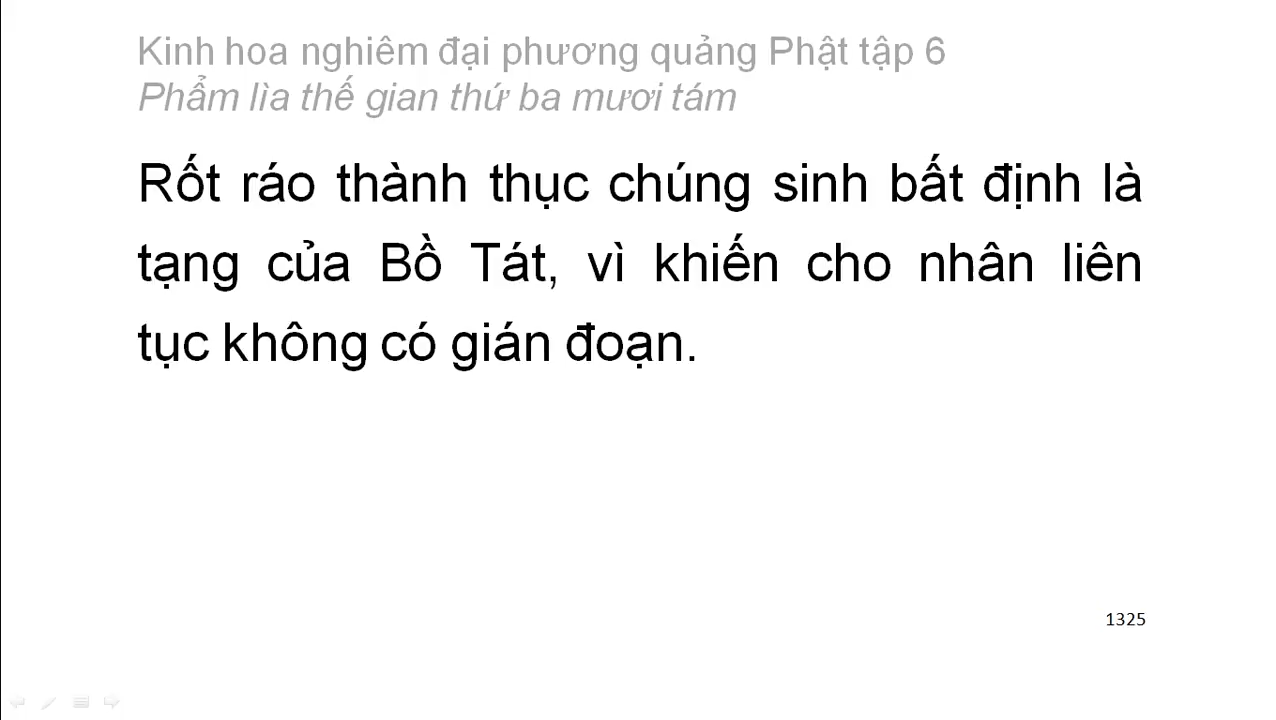 Kinh hoa nghiêm đại phương quảng Phật tập 6
Phẩm lìa thế gian thứ ba mươi tám
Rốt ráo thành thục chúng sinh bất định là
tạng của Bồ Tát, vì khiến cho nhân liên
tục không có gián đoạn.
1325